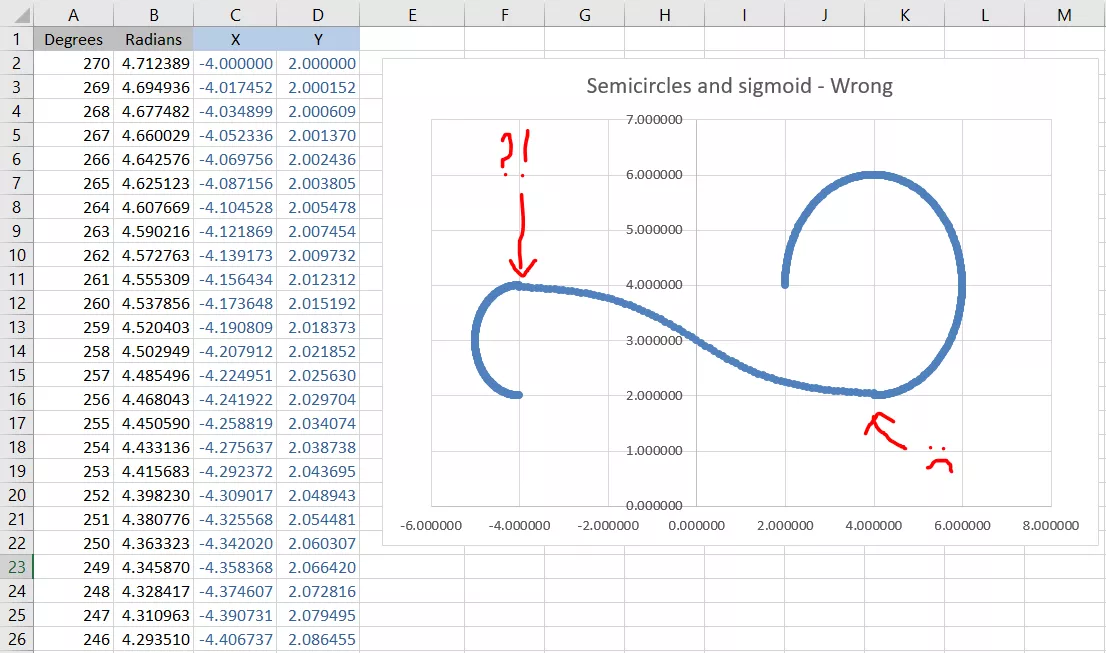 A B C D E F G H I J K L M
1 Degrees Radians X Y
2 270 4.712389 -4.000000 2.000000
3 269 4.694936 -4.017452 2.000152
4 268 4.677482 -4.034899 2.000609
5 267 4.660029 -4.052336 2.001370
6 266 4.642576 -4.069756 2.002436
7 265 4.625123 -4.087156 2.003805
8 264 4.607669 -4.104528 2.005478
9 263 4.590216 -4.121869 2.007454
10 262 4.572763 -4.139173 2.009732
11 261 4.555309 -4.156434 2.012312
12 260 4.537856 -4.173648 2.015192
13 259 4.520403 -4.190809 2.018373
14 258 4.502949 -4.207912 2.021852
15 257 4.485496 -4.224951 2.025630
16 256 4.468043 -4.241922 2.029704
17 255 4.450590 -4.258819 2.034074
18 254 4.433136 -4.275637 2.038738
19 253 4.415683 -4.292372 2.043695
20 252 4.398230 -4.309017 2.048943
21 251 4.380776 -4.325568 2.054481
22 250 4.363323 -4.342020 2.060307
23 249 4.345870 -4.358368 2.066420
24 248 4.328417 -4.374607 2.072816
25 247 4.310963 -4.390731 2.079495
26 246 4.293510 -4.406737 2.086455
Semicircles and sigmoid - Wrong
7.000000
6.000000
5.000000
4.000000
3.000000
2.000000
1.000000
0.000000
-6.000000 -4.000000 -2.000000 0.000000 2.000000 4.000000 6.000000 8.000000
?!